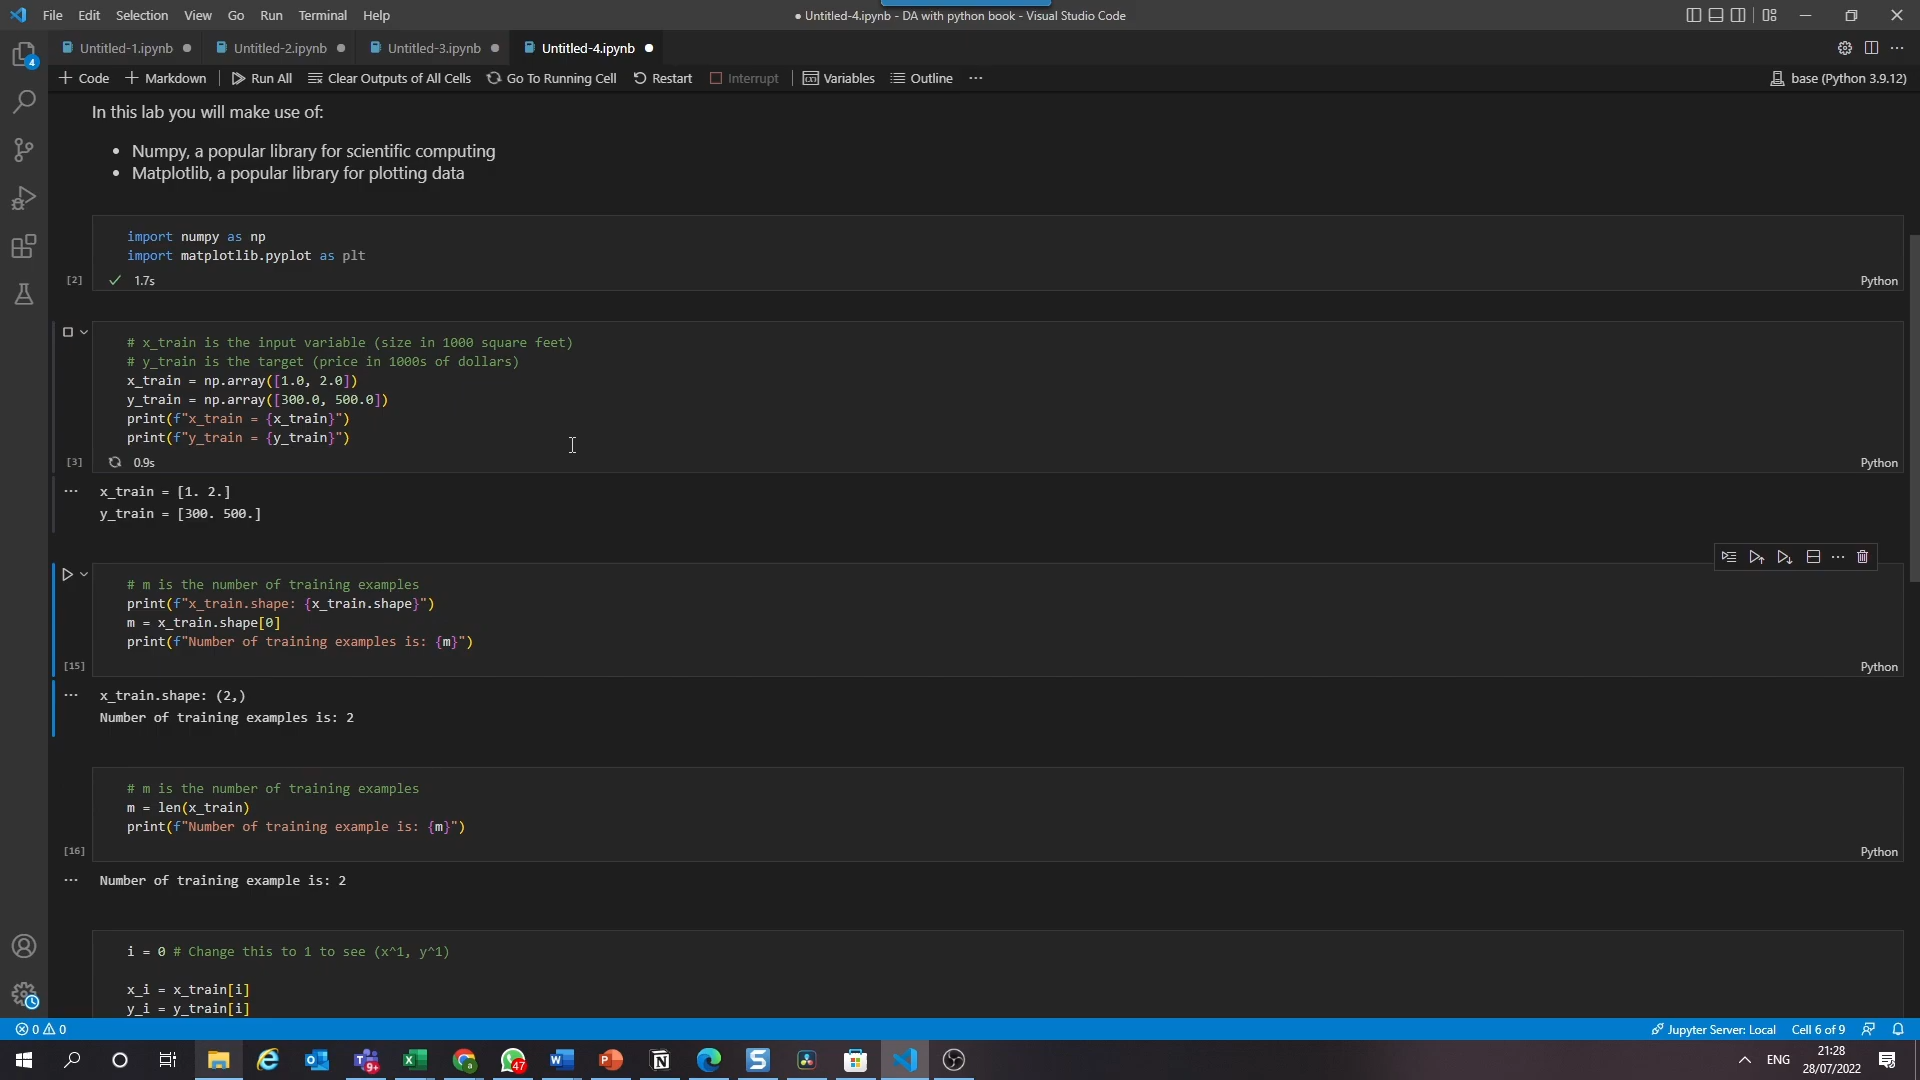 File Edit Selection View Go Run Terminal Help
● Untitled-4.ipynb - DA with python book - Visual Studio Code
Untitled-1.ipynb Untitled-2.ipynb Untitled-3.ipynb Untitled-4.ipynb
Code Markdown Run All Clear Outputs of All Cells Go To Running Cell Restart Interrupt Variables Outline ··· base (Python 3.9.12)
4
In this lab you will make use of:
• Numpy, a popular library for scientific computing
• Matplotlib, a popular library for plotting data
import numpy as np
import matplotlib.pyplot as plt
[2] ✓ 1.7s Python
# x_train is the input variable (size in 1000 square feet)
# y_train is the target (price in 1000s of dollars)
x_train = np.array([1.0, 2.0])
y_train = np.array([300.0, 500.0])
print(f"x_train = {x_train}")
print(f"y_train = {y_train}")
[3] 0.9s Python
x_train = [1. 2.]
y_train = [300. 500.]
# m is the number of training examples
print(f"x_train.shape: {x_train.shape}")
m = x_train.shape[0]
print(f"Number of training examples is: {m}")
[15] Python
x_train.shape: (2,)
Number of training examples is: 2
# m is the number of training examples
m = len(x_train)
print(f"Number of training example is: {m}")
[16] Python
Number of training example is: 2
i = 0 # Change this to 1 to see (x^1, y^1)
x_i = x_train[i]
y_i = y_train[i]
0 0 Jupyter Server: Local Cell 6 of 9
9+ 47 ENG 21:28
28/07/2022